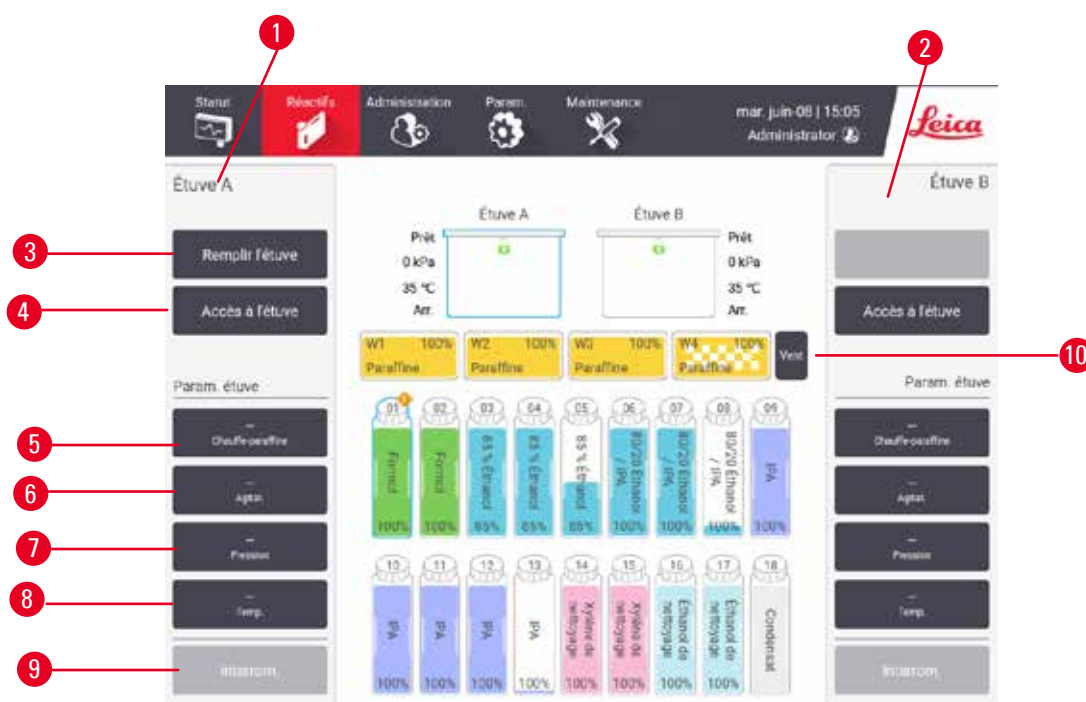 1
2
Statut
Réactifs
Administration
Param.
Maintenance
mar. juin-08 | 15:05
Administrator
Leica
Étuve A
Étuve B
Étuve A
Étuve B
3
Remplir l'étuve
Prêt
0 kPa
35 °C
Arr.
Prêt
0 kPa
35 °C
Arr.
4
Accès à l'étuve
Accès à l'étuve
W1 100%
Paraffine
W2 100%
Paraffine
W3 100%
Paraffine
W4 100%
Paraffine
Vent
10
Param. étuve
Param. étuve
5
--
Chauffe-paraffine
6
--
Agitat.
7
--
Pression
8
--
Temp.
9
Interrom.
01
Formol
100%
02
Formol
100%
03
85 % Éthanol
85%
04
85 % Éthanol
85%
05
85 % Éthanol
85%
06
80/20 Éthanol
/ IPA
100%
07
80/20 Éthanol
/ IPA
100%
08
80/20 Éthanol
/ IPA
100%
09
IPA
100%
10
IPA
100%
11
IPA
100%
12
IPA
100%
13
IPA
100%
14
Xylène de
nettoyage
100%
15
Xylène de
nettoyage
100%
16
Éthanol de
nettoyage
100%
17
Éthanol de
nettoyage
100%
18
Condensat
--
Chauffe-paraffine
--
Agitat.
--
Pression
--
Temp.
Interrom.